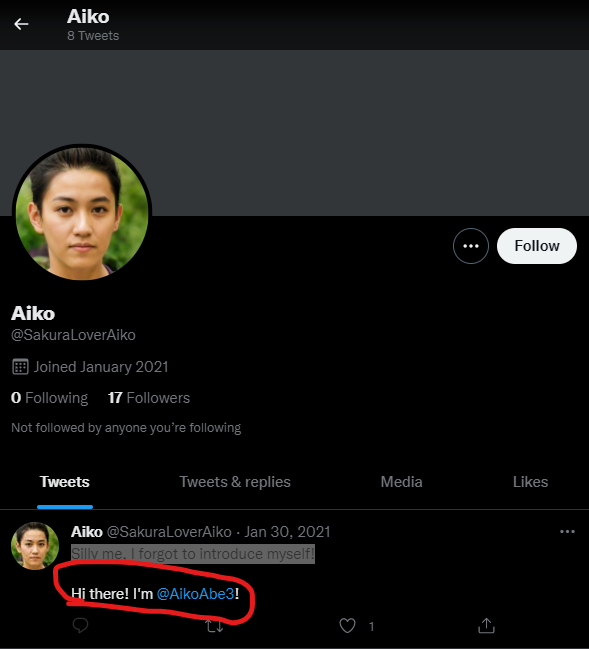 Aiko
8 Tweets
Follow
Aiko
@SakuraLoverAiko
Joined January 2021
0 Following 17 Followers
Not followed by anyone you're following
Tweets Tweets & replies Media Likes
Aiko @SakuraLoverAiko · Jan 30, 2021
Silly me, I forgot to introduce myself!
Hi there! I'm @AikoAbe3!
1